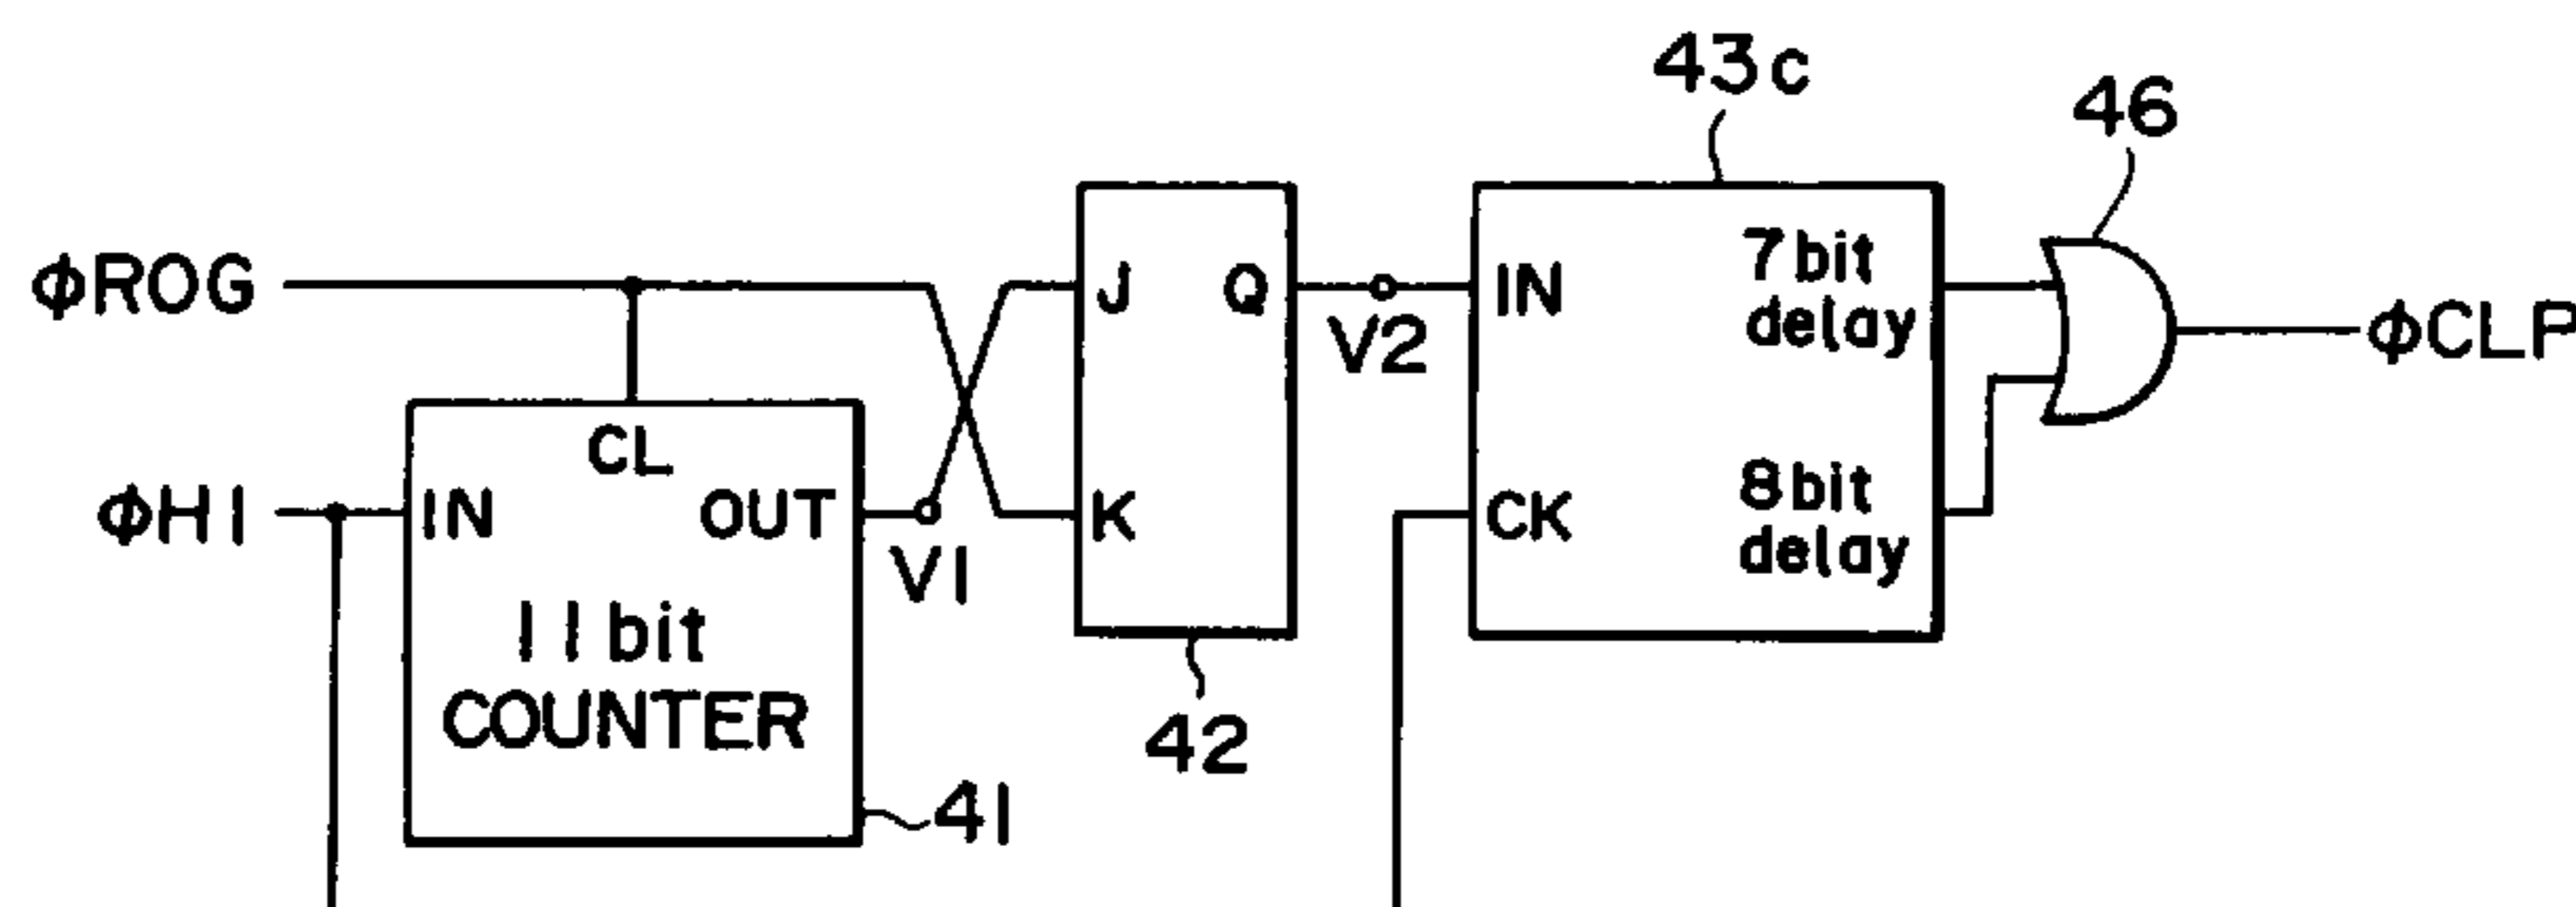 43c
46
φROG
J
Q
IN
7bit
delay
V2
φCLP
CL
φH1
IN
OUT
V1
K
CK
8bit
delay
11bit
COUNTER
42
41